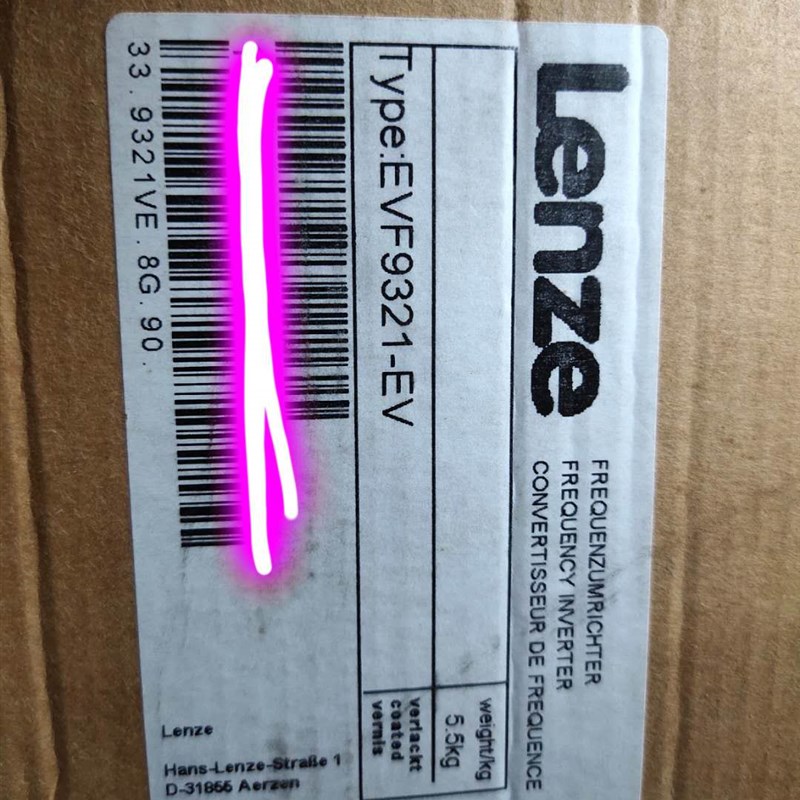 Lenze
FREQUENZUMRICHTER
FREQUENCY INVERTER
CONVERTISSEUR DE FREQUENCE
weight/kg
5.5kg
Type:EVF9321-EV
verlackt
coated
vernis
33.9321VE.8G.90.
Lenze
Hans-Lenze-Straße 1
D-31855 Aerzen